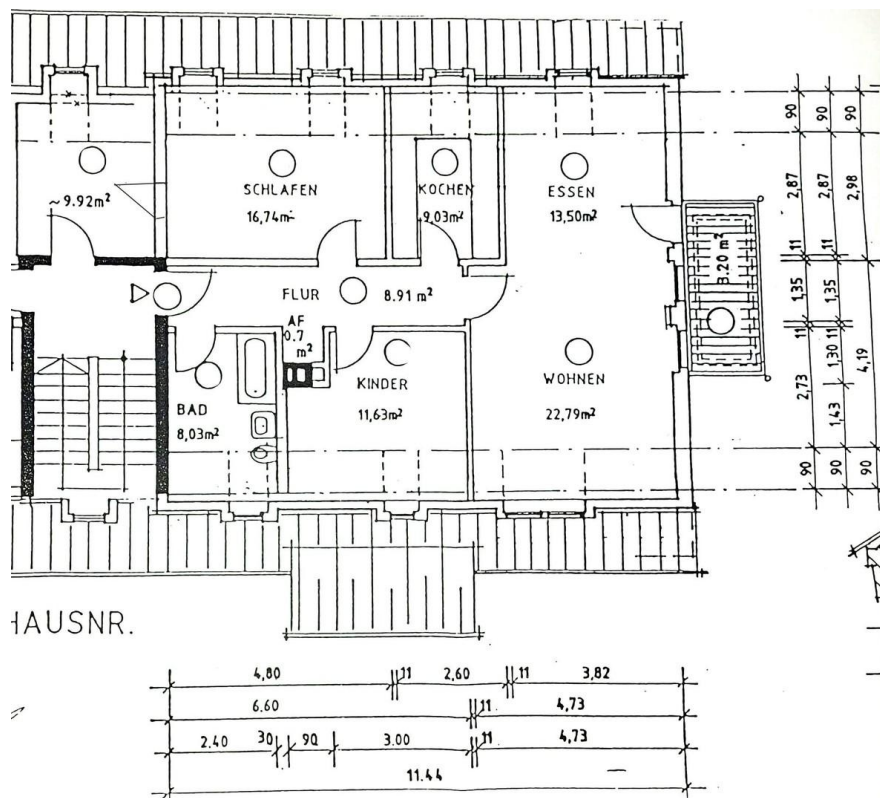 SCHLAFEN
16,74m²
KOCHEN
9,03m²
ESSEN
13,50m²
~9.92m²
3.20 m²
FLUR
8.91 m²
AF
0.7
m²
BAD
8,03m²
KINDER
11,63m²
WOHNEN
22,79m²
90
2,87
11
1,35
11
2,73
90
90
2,87
11
1,35
11
1,30
1,43
90
90
2,98
4,19
90
HAUSNR.
4,80
11
2,60
11
3,82
6.60
11
4,73
2.40
30
90
3.00
11
4,73
11.44